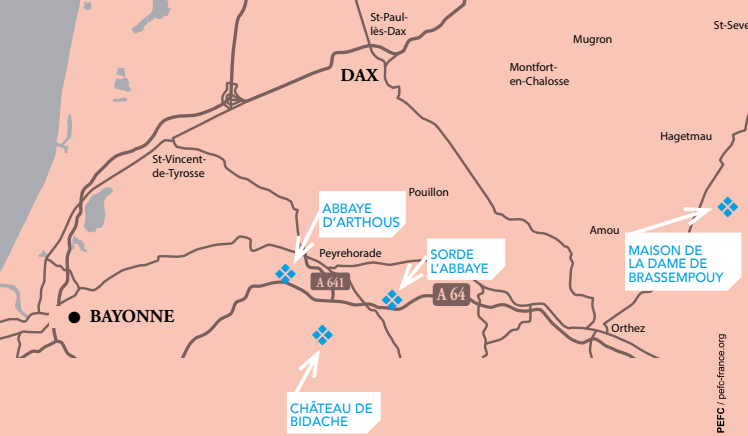 St-Paul-
lès-Dax
St-Seve
Mugron
DAX
Montfort-
en-Chalosse
Hagetmau
St-Vincent-
de-Tyrosse
Pouillon
ABBAYE
D'ARTHOUS
Amou
MAISON DE
LA DAME DE
BRASSEMPOUY
Peyrehorade
SORDE
L'ABBAYE
A 641
A 64
BAYONNE
Orthez
CHÂTEAU DE
BIDACHE
PEFC / pefc-france.org